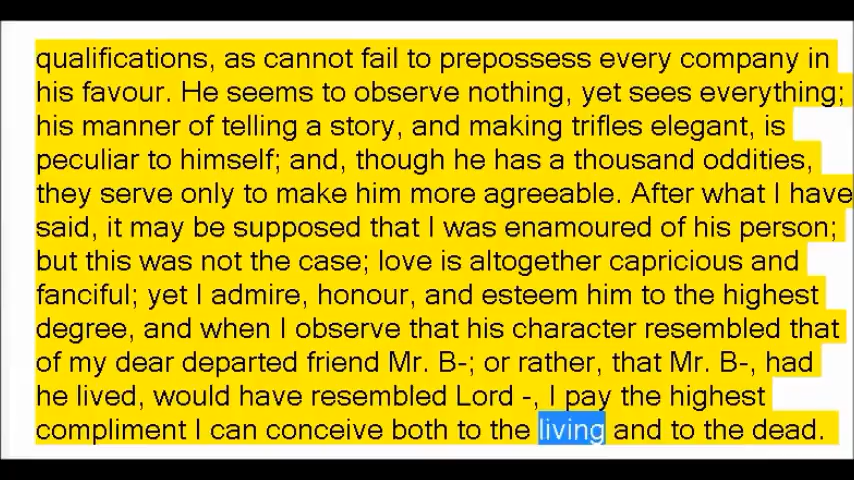 qualifications, as cannot fail to prepossess every company in
his favour. He seems to observe nothing, yet sees everything;
his manner of telling a story, and making trifles elegant, is
peculiar to himself; and, though he has a thousand oddities,
they serve only to make him more agreeable. After what I have
said, it may be supposed that I was enamoured of his person;
but this was not the case; love is altogether capricious and
fanciful; yet I admire, honour, and esteem him to the highest
degree, and when I observe that his character resembled that
of my dear departed friend Mr. B-; or rather, that Mr. B-, had
he lived, would have resembled Lord -, I pay the highest
compliment I can conceive both to the living and to the dead.